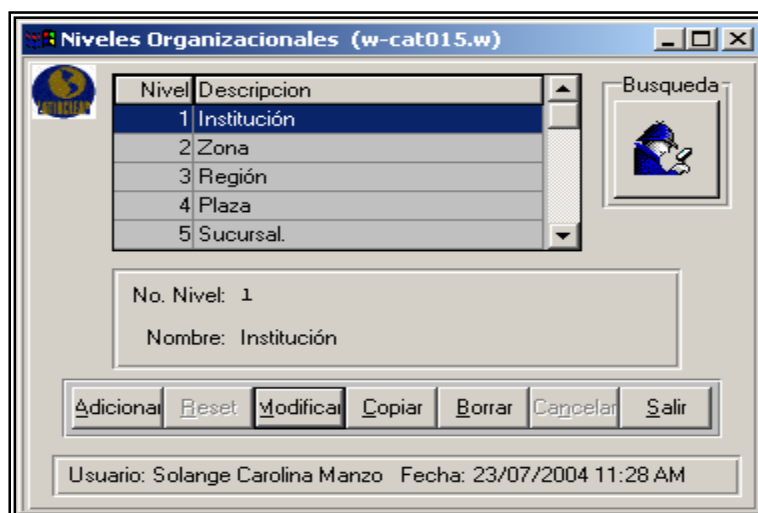 Niveles Organizacionales (w-cat015.w)
Nivel Descripcion
1 Institución
2 Zona
3 Región
4 Plaza
5 Sucursal.
Busqueda
No. Nivel: 1
Nombre: Institución
Adicionar Reset Modificar Copiar Borrar Cancelar Salir
Usuario: Solange Carolina Manzo Fecha: 23/07/2004 11:28 AM